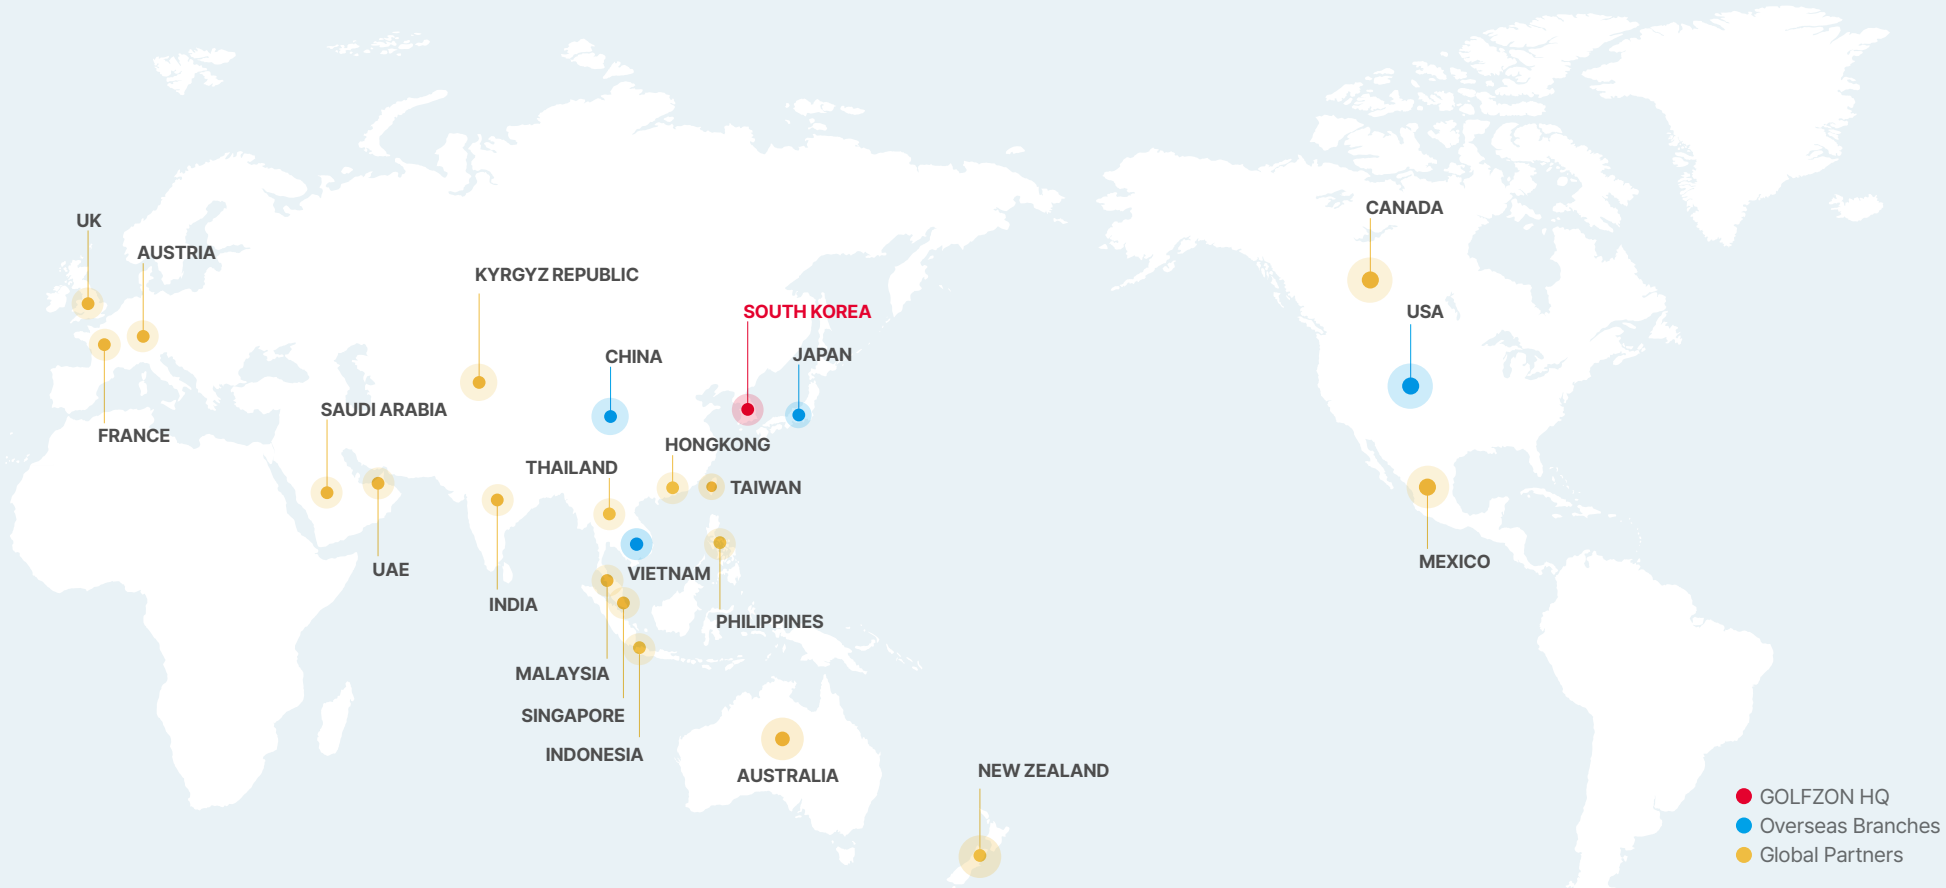 CANADA
UK
AUSTRIA
KYRGYZ REPUBLIC
SOUTH KOREA
USA
CHINA
JAPAN
SAUDI ARABIA
FRANCE
HONGKONG
THAILAND
TAIWAN
MEXICO
UAE
VIETNAM
INDIA
PHILIPPINES
MALAYSIA
SINGAPORE
INDONESIA
AUSTRALIA
NEW ZEALAND
GOLFZON HQ
Overseas Branches
Global Partners